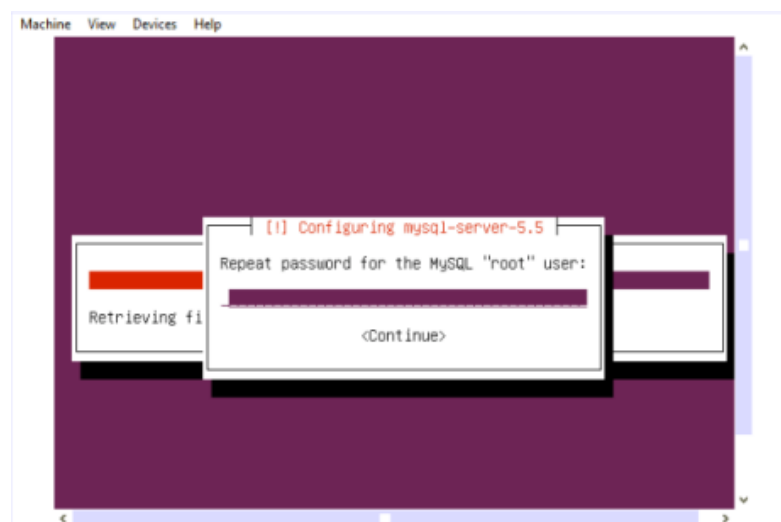 Machine View Devices Help
[!] Configuring mysql-server-5.5
Repeat password for the MySQL "root" user:
Retrieving fi
<Continue>